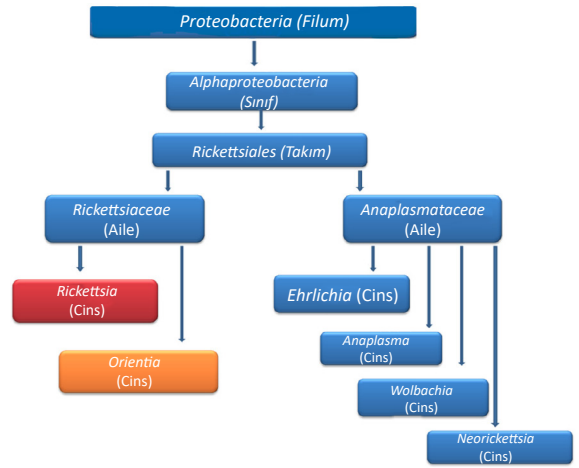 Proteobacteria (Filum)
Alphaproteobacteria
(Sınıf)
Rickettsiales (Takım)
Rickettsiaceae
(Aile)
Anaplasmataceae
(Aile)
Rickettsia
(Cins)
Ehrlichia (Cins)
Orientia
(Cins)
Anaplasma
(Cins)
Wolbachia
(Cins)
Neorickettsia
(Cins)